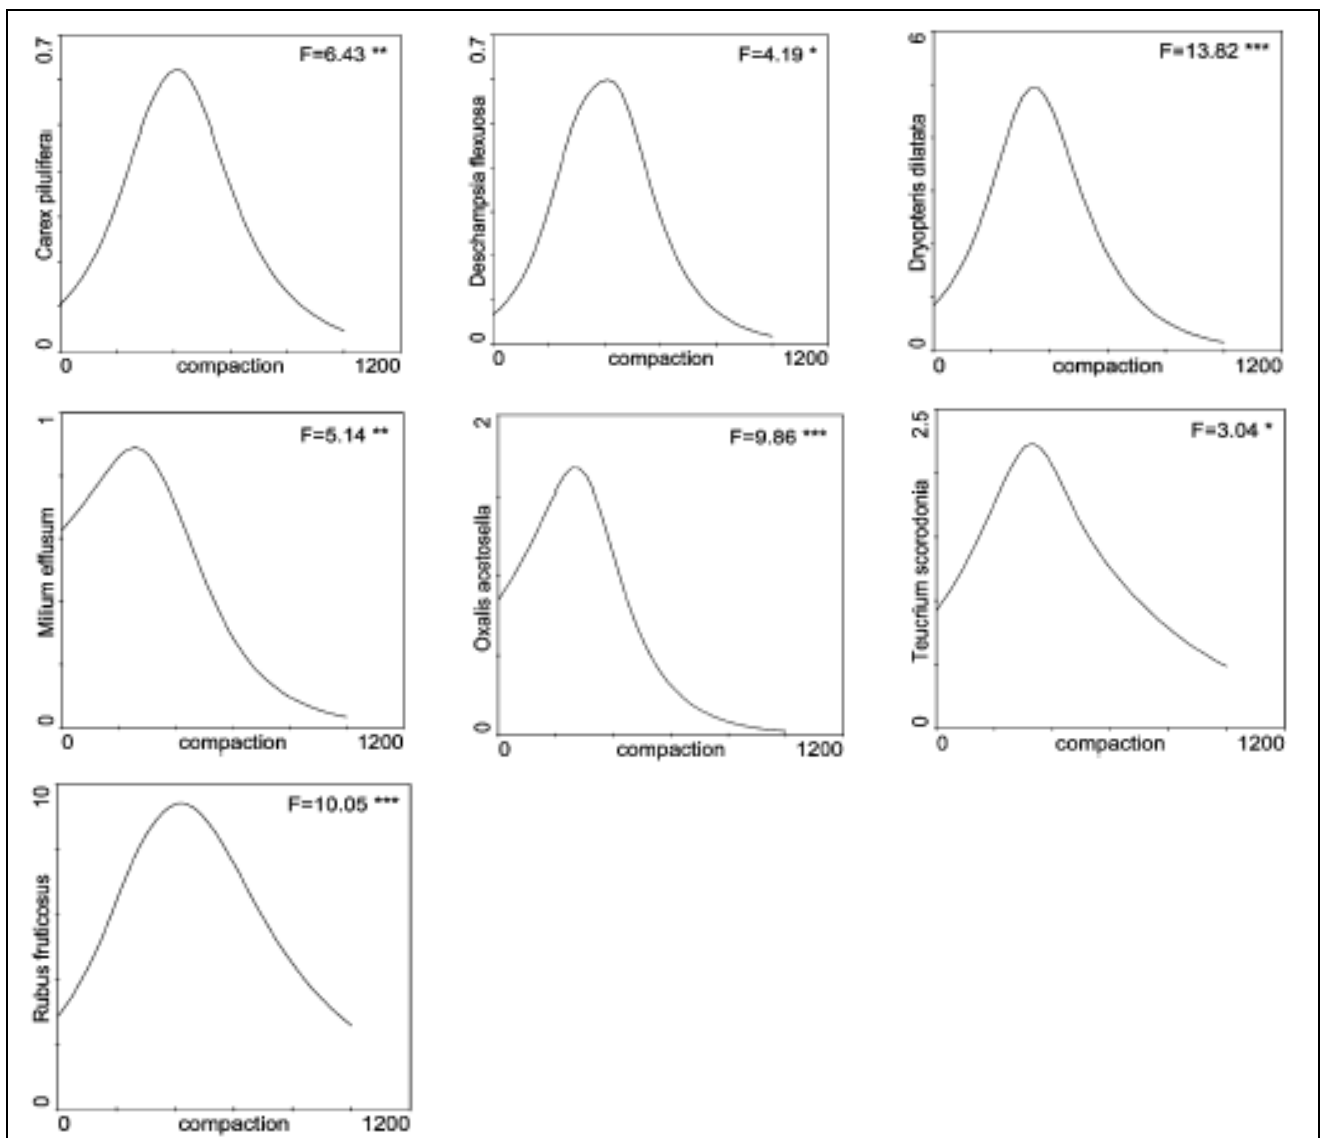 0.7
F=6.43 **
Carex pilulifera
0
0
compaction
1200
0.7
F=4.19 *
Deschampsia flexuosa
0
0
compaction
1200
6
F=13.82 ***
Dryopteris dilatata
0
0
compaction
1200
1
F=5.14 **
Milium effusum
0
0
compaction
1200
2
F=9.86 ***
Oxalis acetosella
0
0
compaction
1200
2.5
F=3.04 *
Teucrium scorodonia
0
0
compaction
1200
10
F=10.05 ***
Rubus fruticosus
0
0
compaction
1200